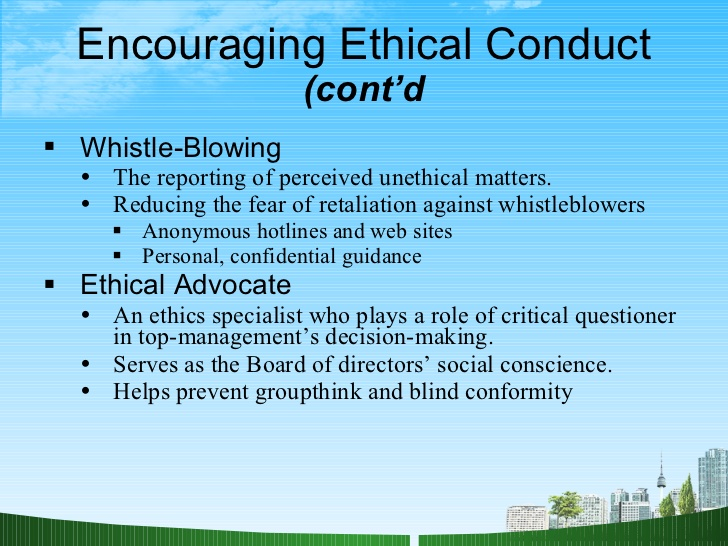 Encouraging Ethical Conduct
(cont’d
▪ Whistle-Blowing
• The reporting of perceived unethical matters.
• Reducing the fear of retaliation against whistleblowers
▪ Anonymous hotlines and web sites
▪ Personal, confidential guidance
▪ Ethical Advocate
• An ethics specialist who plays a role of critical questioner
in top-management’s decision-making.
• Serves as the Board of directors’ social conscience.
• Helps prevent groupthink and blind conformity